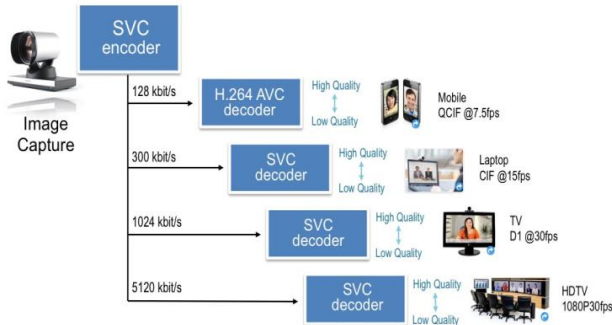 SVC
encoder
Image
Capture
128 kbit/s
H.264 AVC
decoder
High Quality
Low Quality
Mobile
QCIF @7.5fps
300 kbit/s
SVC
decoder
High Quality
Low Quality
Laptop
CIF @15fps
1024 kbit/s
SVC
decoder
High Quality
Low Quality
TV
D1 @30fps
5120 kbit/s
SVC
decoder
High Quality
Low Quality
HDTV
1080P30fps